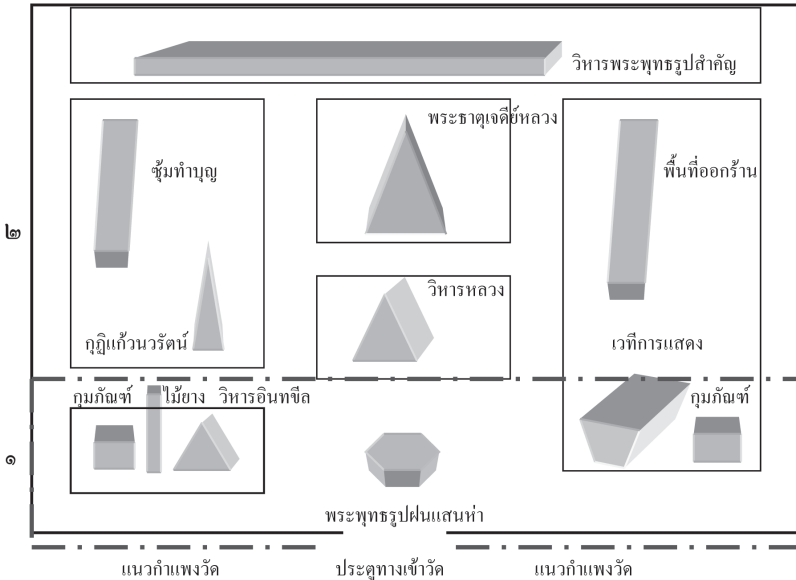 วิหารพระพุทธรูปสำคัญ
พระธาตุเจดีย์หลวง
ซุ้มทำบุญ
พื้นที่ออกร้าน
๒
วิหารหลวง
กุฏิแก้วนวรัตน์
เวทีการแสดง
กุมภัณฑ์
ไม้ยาง
วิหารอินทขีล
กุมภัณฑ์
๑
พระพุทธรูปฝนแสนห่า
แนวกำแพงวัด
ประตูทางเข้าวัด
แนวกำแพงวัด